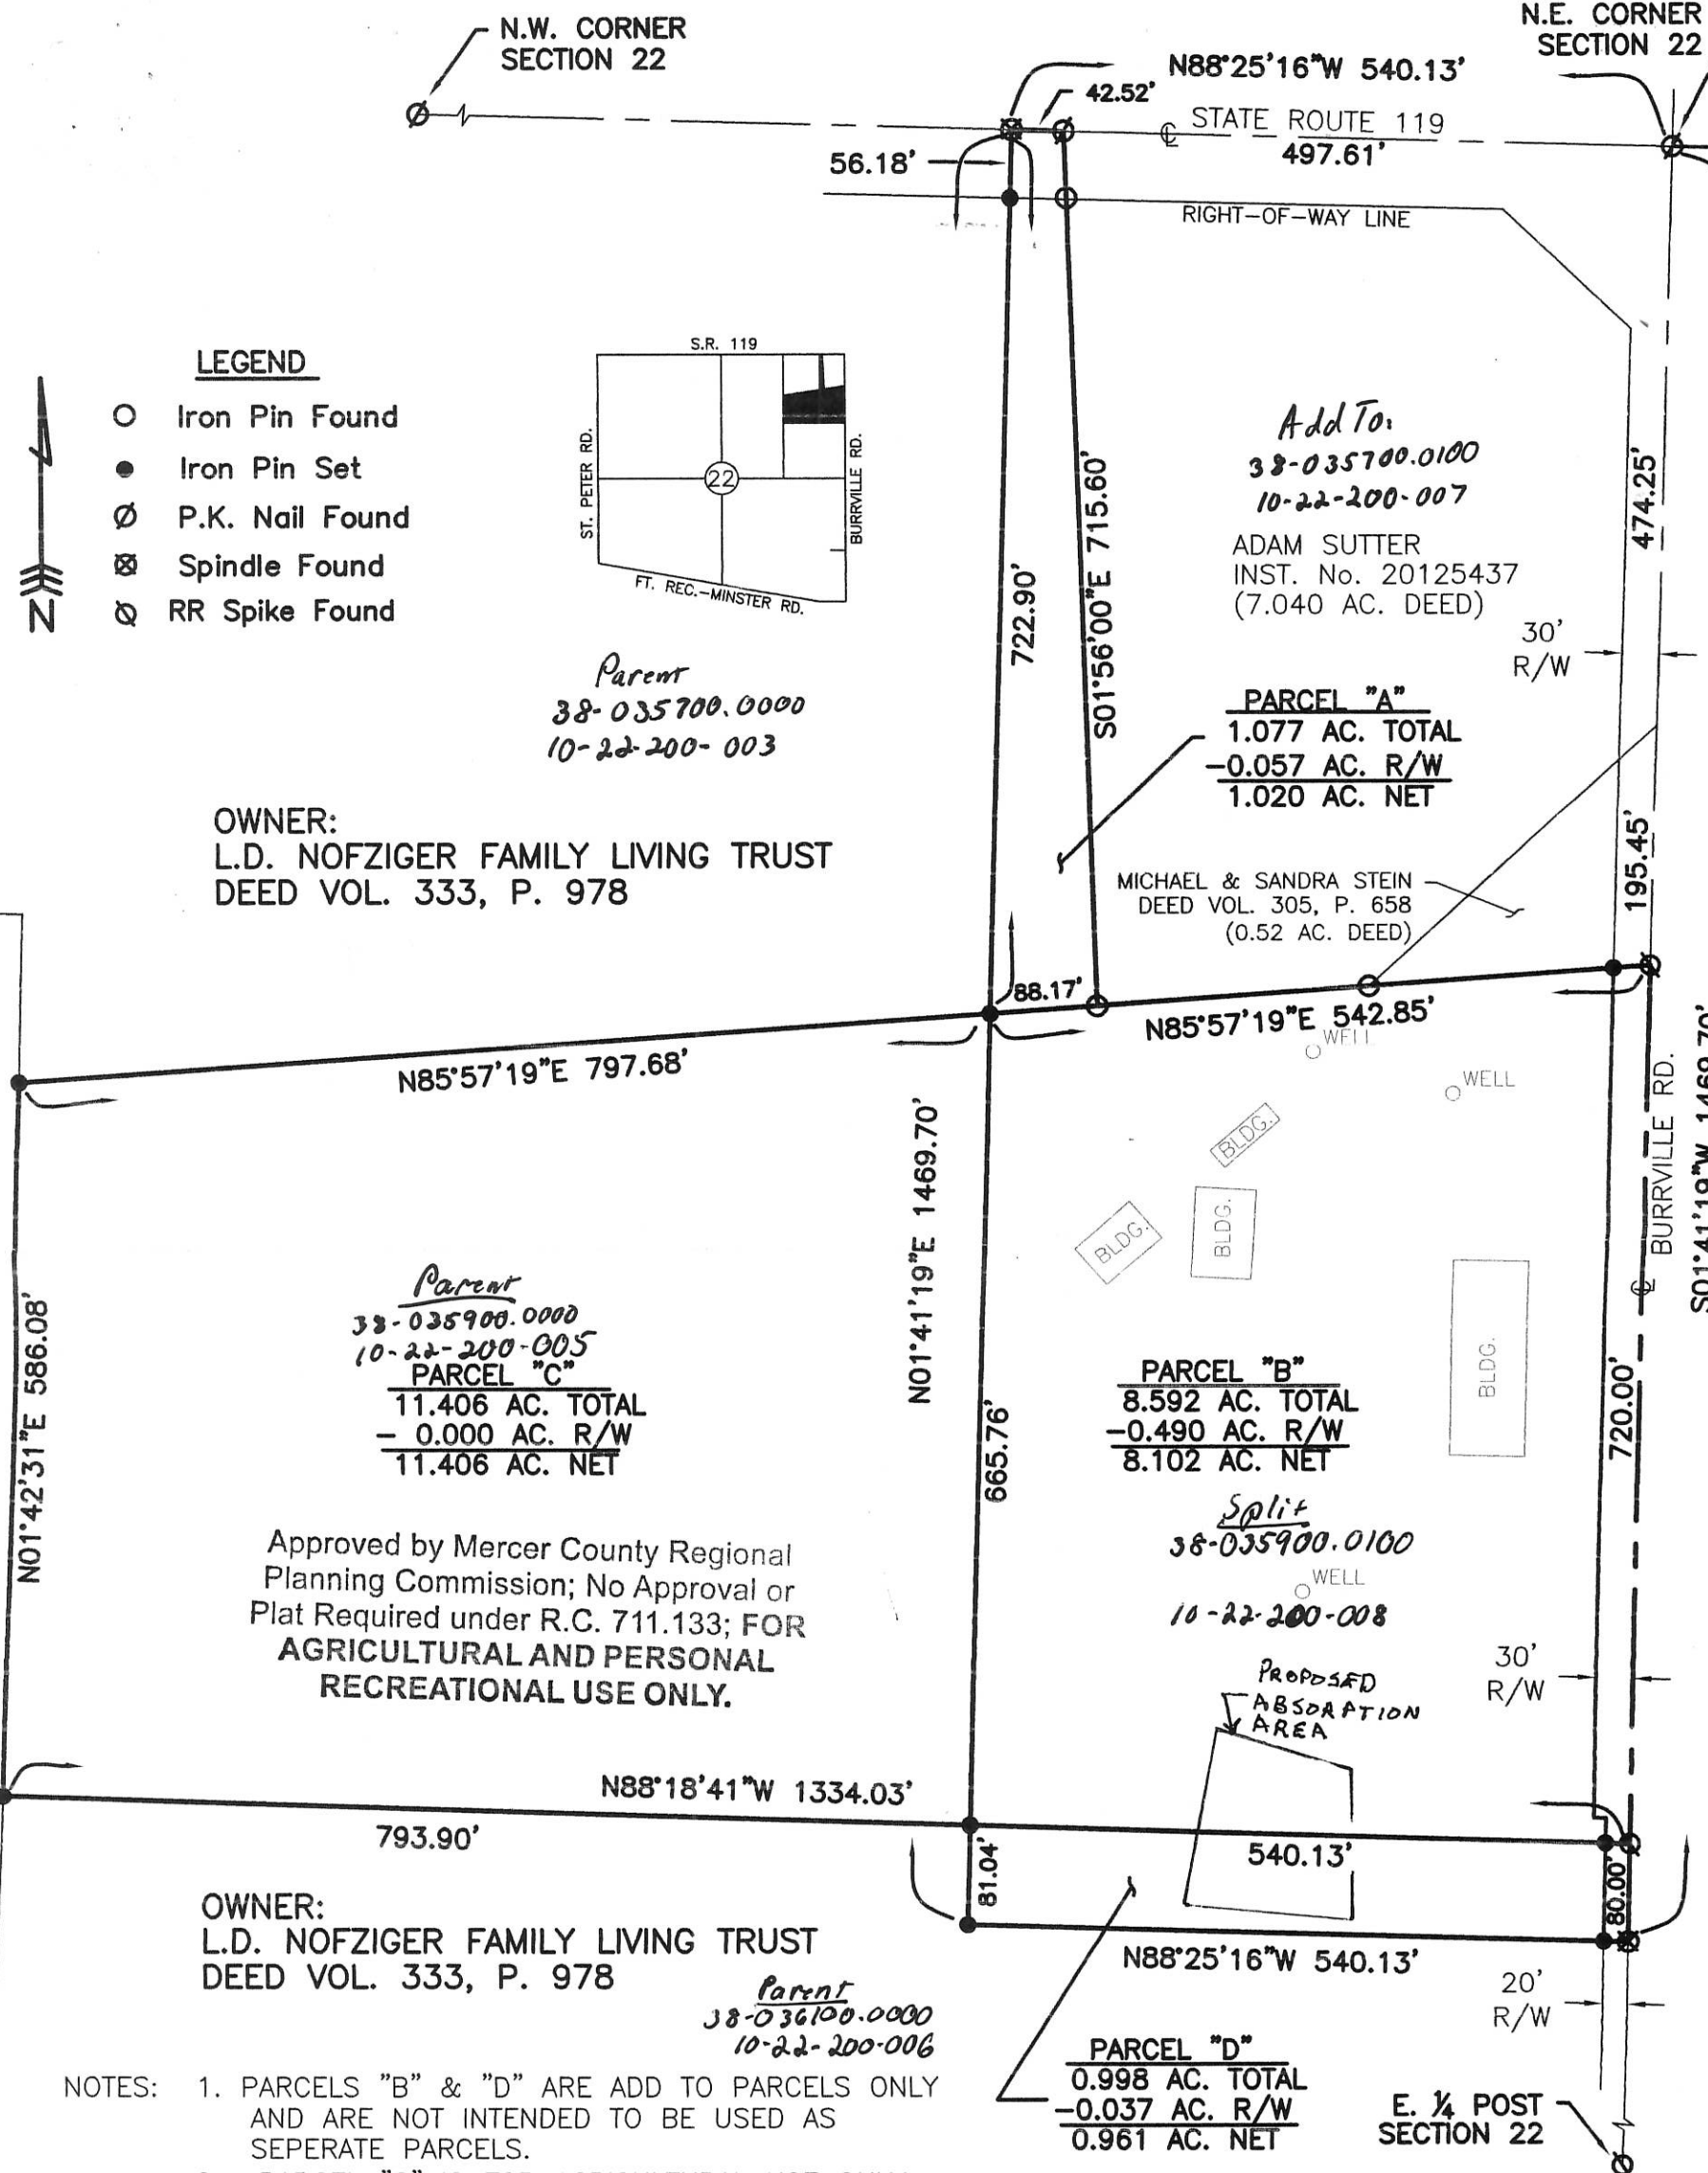 N.W. CORNER
SECTION 22
N.E. CORNER
SECTION 22
N88°25'16"W 540.13'
42.52'
STATE ROUTE 119
497.61'
56.18'
RIGHT-OF-WAY LINE
LEGEND
Iron Pin Found
Iron Pin Set
P.K. Nail Found
Spindle Found
RR Spike Found
N
S.R. 119
ST. PETER RD.
22
BURRVILLE RD.
FT. REC.-MINSTER RD.
Add To:
38-035700.0100
10-22-200-007
ADAM SUTTER
INST. No. 20125437
(7.040 AC. DEED)
474.25'
722.90'
S01°56'00"E 715.60'
30'
R/W
Parent
38-035700.0000
10-22-200-003
PARCEL "A"
1.077 AC. TOTAL
-0.057 AC. R/W
1.020 AC. NET
OWNER:
L.D. NOFZIGER FAMILY LIVING TRUST
DEED VOL. 333, P. 978
195.45'
MICHAEL & SANDRA STEIN
DEED VOL. 305, P. 658
(0.52 AC. DEED)
88.17'
N85°57'19"E 542.85'
N85°57'19"E 797.68'
WELL
WELL
BLDG.
BLDG.
BLDG.
BLDG.
BURRVILLE RD.
S01°41'19"W 1469.70'
N01°41'19"E 1469.70'
N01°42'31"E 586.08'
Parent
38-035900.0000
10-22-200-005
PARCEL "C"
11.406 AC. TOTAL
- 0.000 AC. R/W
11.406 AC. NET
665.76'
PARCEL "B"
8.592 AC. TOTAL
-0.490 AC. R/W
8.102 AC. NET
720.00'
Split
38-035900.0100
WELL
10-22-200-008
Approved by Mercer County Regional
Planning Commission; No Approval or
Plat Required under R.C. 711.133; FOR
AGRICULTURAL AND PERSONAL
RECREATIONAL USE ONLY.
PROPOSED
ABSORPTION
AREA
30'
R/W
N88°18'41"W 1334.03'
793.90'
540.13'
81.04'
80.00'
N88°25'16"W 540.13'
OWNER:
L.D. NOFZIGER FAMILY LIVING TRUST
DEED VOL. 333, P. 978
Parent
38-036100.0000
10-22-200-006
20'
R/W
PARCEL "D"
0.998 AC. TOTAL
-0.037 AC. R/W
0.961 AC. NET
E. ¼ POST
SECTION 22
NOTES: 1. PARCELS "B" & "D" ARE ADD TO PARCELS ONLY
AND ARE NOT INTENDED TO BE USED AS
SEPERATE PARCELS.